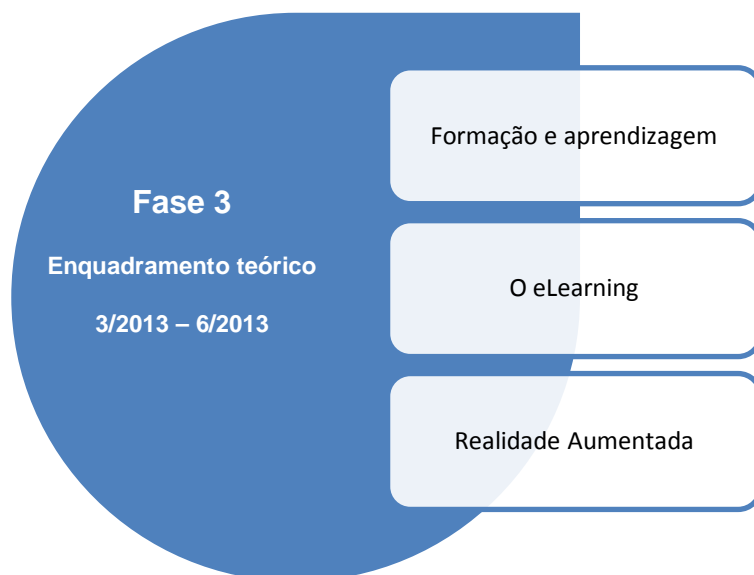 Fase 3
Enquadramento teórico
3/2013 – 6/2013
Formação e aprendizagem
O eLearning
Realidade Aumentada